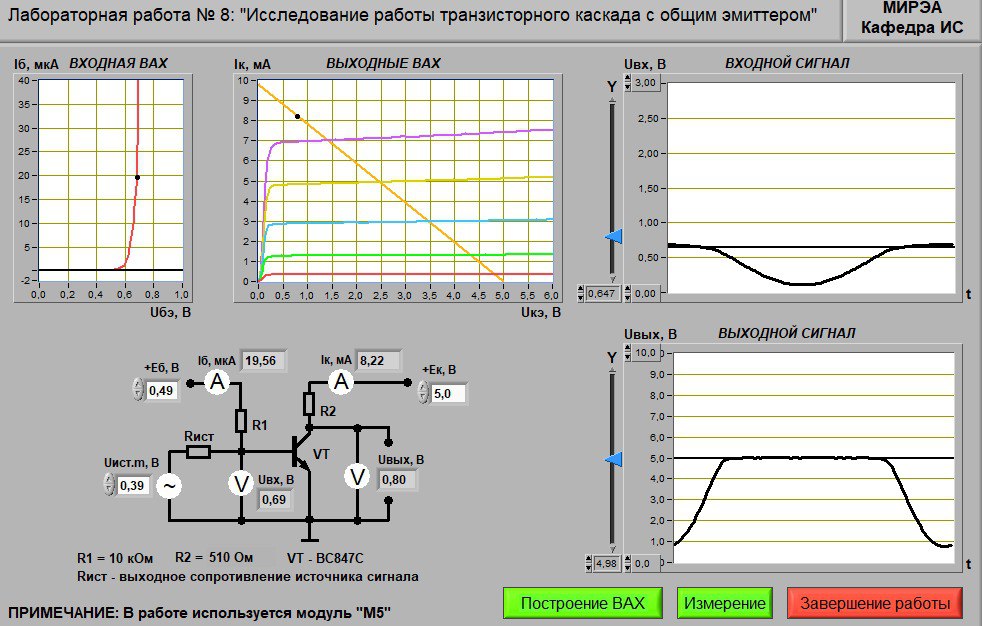 Лабораторная работа № 8: "Исследование работы транзисторного каскада с общим эмиттером"
МИРЭА
Кафедра ИС
Iб, мкА ВХОДНАЯ ВАХ
40
35
30
25
20
15
10
5
-2
0,0 0,2 0,4 0,6 0,8 1,0
Uбэ, В
Iк, мА ВЫХОДНЫЕ ВАХ
10
9
8
7
6
5
4
3
2
1
0
0,0 0,5 1,0 1,5 2,0 2,5 3,0 3,5 4,0 4,5 5,0 5,5 6,0
Uкэ, В
Uвх, В ВХОДНОЙ СИГНАЛ
Y
3,00
2,50
2,00
1,50
1,00
0,50
0,647 0,00 t
Uвых, В ВЫХОДНОЙ СИГНАЛ
Y
10,0
9,0
8,0
7,0
6,0
5,0
4,0
3,0
2,0
1,0
4,98 0,0 t
Iб, мкА 19,56 Iк, мА 8,22
+Еб, В +Ек, В
0,49 A A 5,0
R2
R1
Rист
VT
Uист.m, В Uвых, В
0,39 ~ V Uвх, В V 0,80
0,69
R1 = 10 кОм R2 = 510 Ом VT - BC847C
Rист - выходное сопротивление источника сигнала
ПРИМЕЧАНИЕ: В работе используется модуль "М5"
Построение ВАХ Измерение Завершение работы